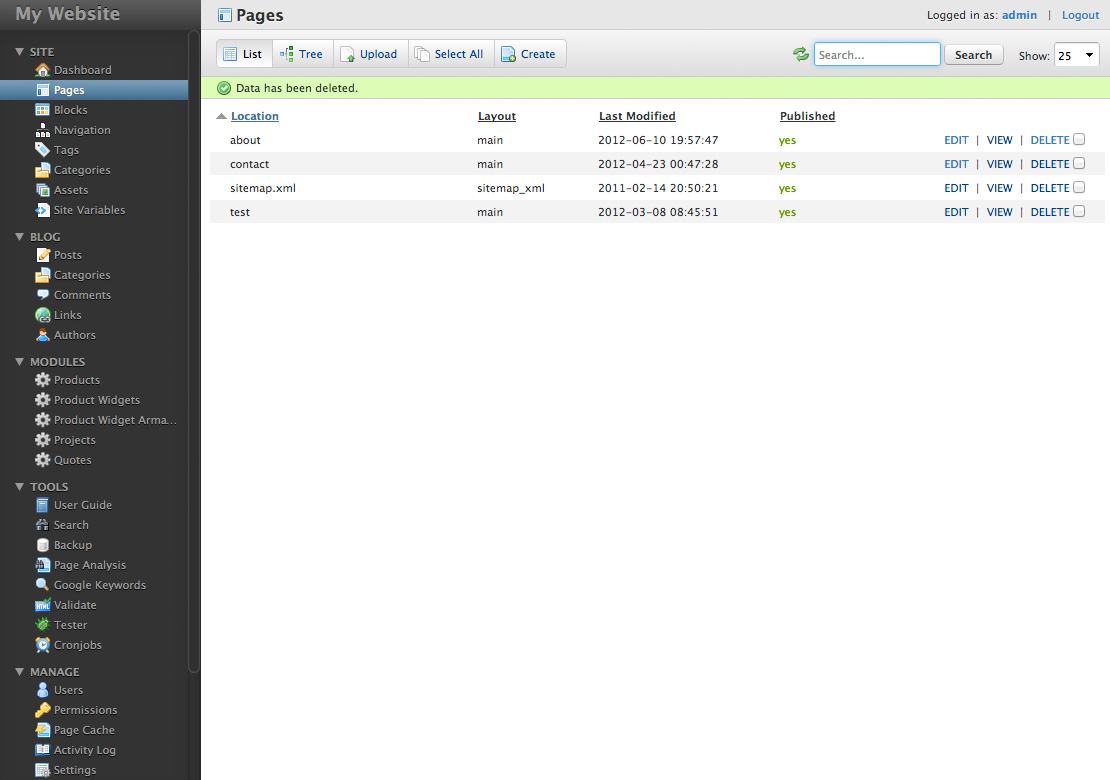 My Website
SITE
Dashboard
Pages
Blocks
Navigation
Tags
Categories
Assets
Site Variables
BLOG
Posts
Categories
Comments
Links
Authors
MODULES
Products
Product Widgets
Product Widget Arma...
Projects
Quotes
TOOLS
User Guide
Search
Backup
Page Analysis
Google Keywords
Validate
Tester
Cronjobs
MANAGE
Users
Permissions
Page Cache
Activity Log
Settings
Pages Logged in as: admin | Logout
List Tree Upload Select All Create Search... Search Show: 25
Data has been deleted.
Location Layout Last Modified Published
about main 2012-06-10 19:57:47 yes EDIT | VIEW | DELETE
contact main 2012-04-23 00:47:28 yes EDIT | VIEW | DELETE
sitemap.xml sitemap_xml 2011-02-14 20:50:21 yes EDIT | VIEW | DELETE
test main 2012-03-08 08:45:51 yes EDIT | VIEW | DELETE